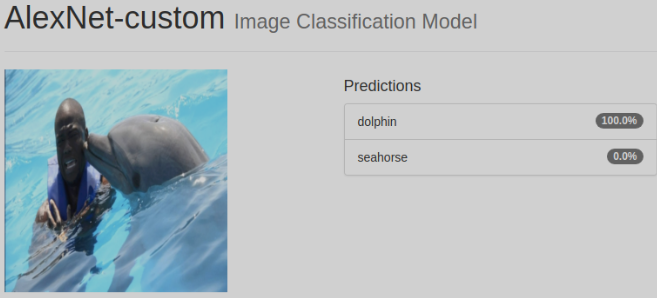 AlexNet-custom Image Classification Model
Predictions
dolphin 100.0%
seahorse 0.0%